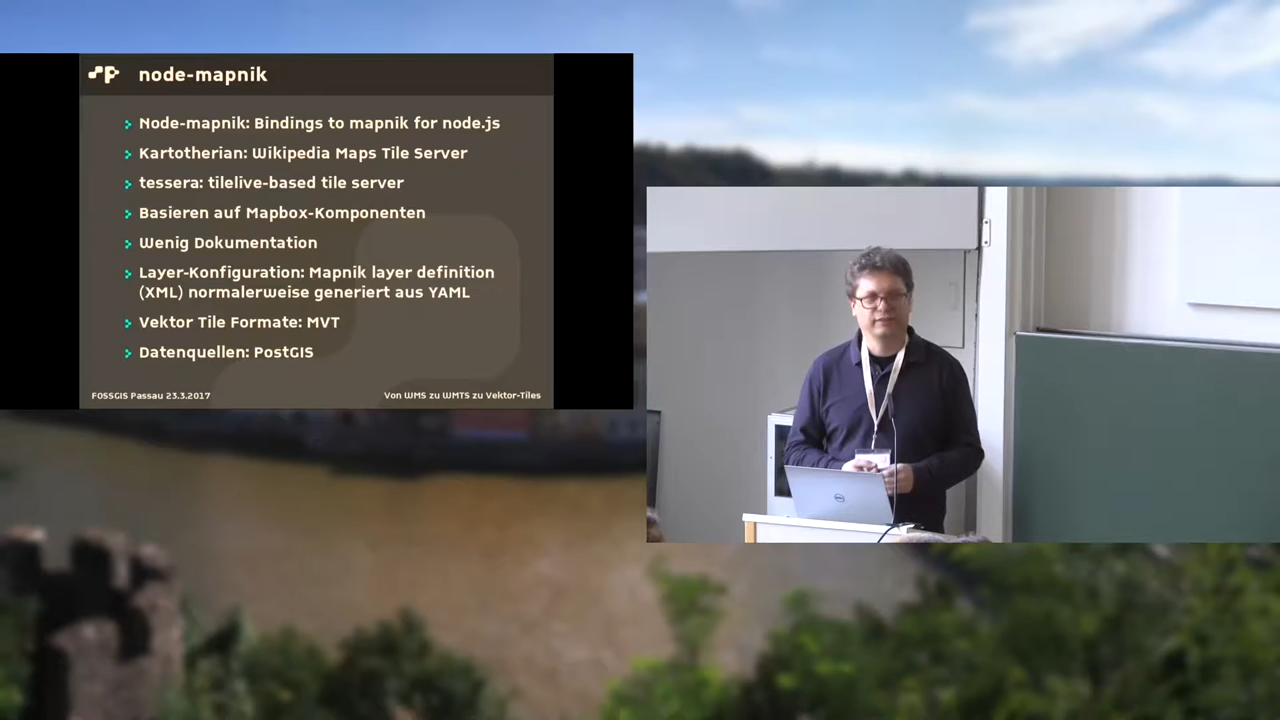 node-mapnik
Node-mapnik: Bindings to mapnik for node.js
Kartotherian: Wikipedia Maps Tile Server
tessera: tilelive-based tile server
Basieren auf Mapbox-Komponenten
Wenig Dokumentation
Layer-Konfiguration: Mapnik layer definition
(XML) normalerweise generiert aus YAML
Vektor Tile Formate: MVT
Datenquellen: PostGIS
FOSSGIS Passau 23.3.2017
Von WMS zu WMTS zu Vektor-Tiles
DELL